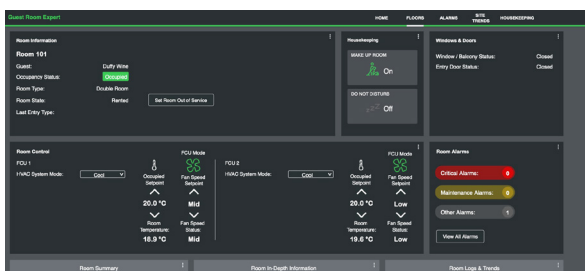 Guest Room Expert
HOME
FLOORS
ALARMS
SITE TRENDS
HOUSEKEEPING
Room Information
Room 101
Guest: Duffy Wine
Occupancy Status: Occupied
Room Type: Double Room
Room State: Rented
Set Room Out of Service
Last Entry Type:
Housekeeping
MAKE UP ROOM
On
DO NOT DISTURB
Off
Windows & Doors
Window / Balcony Status: Closed
Entry Door Status: Closed
Room Control
FCU 1
HVAC System Mode: Cool
FCU Mode
Occupied Setpoint
Fan Speed Setpoint
20.0 °C
Mid
Room Temperature:
Fan Speed Status:
18.9 °C
Mid
FCU 2
HVAC System Mode: Cool
FCU Mode
Occupied Setpoint
Fan Speed Setpoint
20.0 °C
Low
Room Temperature:
Fan Speed Status:
19.6 °C
Low
Room Alarms
Critical Alarms: 0
Maintenance Alarms: 0
Other Alarms: 1
View All Alarms
Room Summary
Room In-Depth Information
Room Logs & Trends